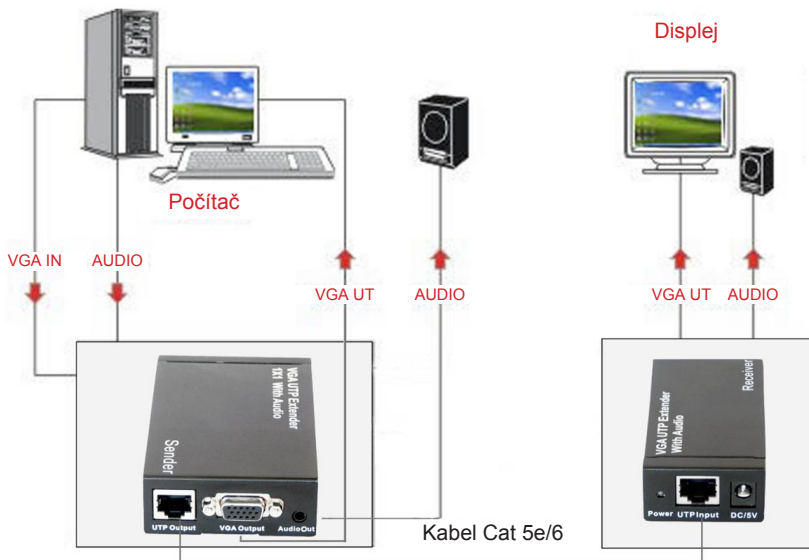 Displej
Počítač
VGA IN
AUDIO
VGA UT
AUDIO
VGA UT
AUDIO
VGA UTP Extender
1X1 With Audio
Sender
UTP Output
VGA Output
AudioOut
Receiver
VGA UTP Extender
With Audio
Power
UTP Input
DC/5V
Kabel Cat 5e/6